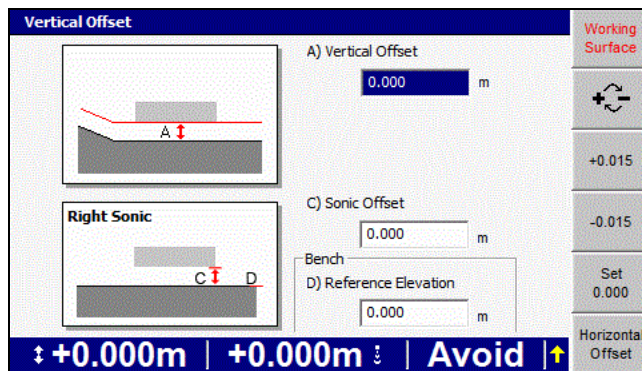 Vertical Offset
A
A) Vertical Offset
0.000 m
Right Sonic
C D
C) Sonic Offset
0.000 m
Bench
D) Reference Elevation
0.000 m
Working
Surface
+0.015
-0.015
Set
0.000
Horizontal
Offset
+0.000m | +0.000m | Avoid